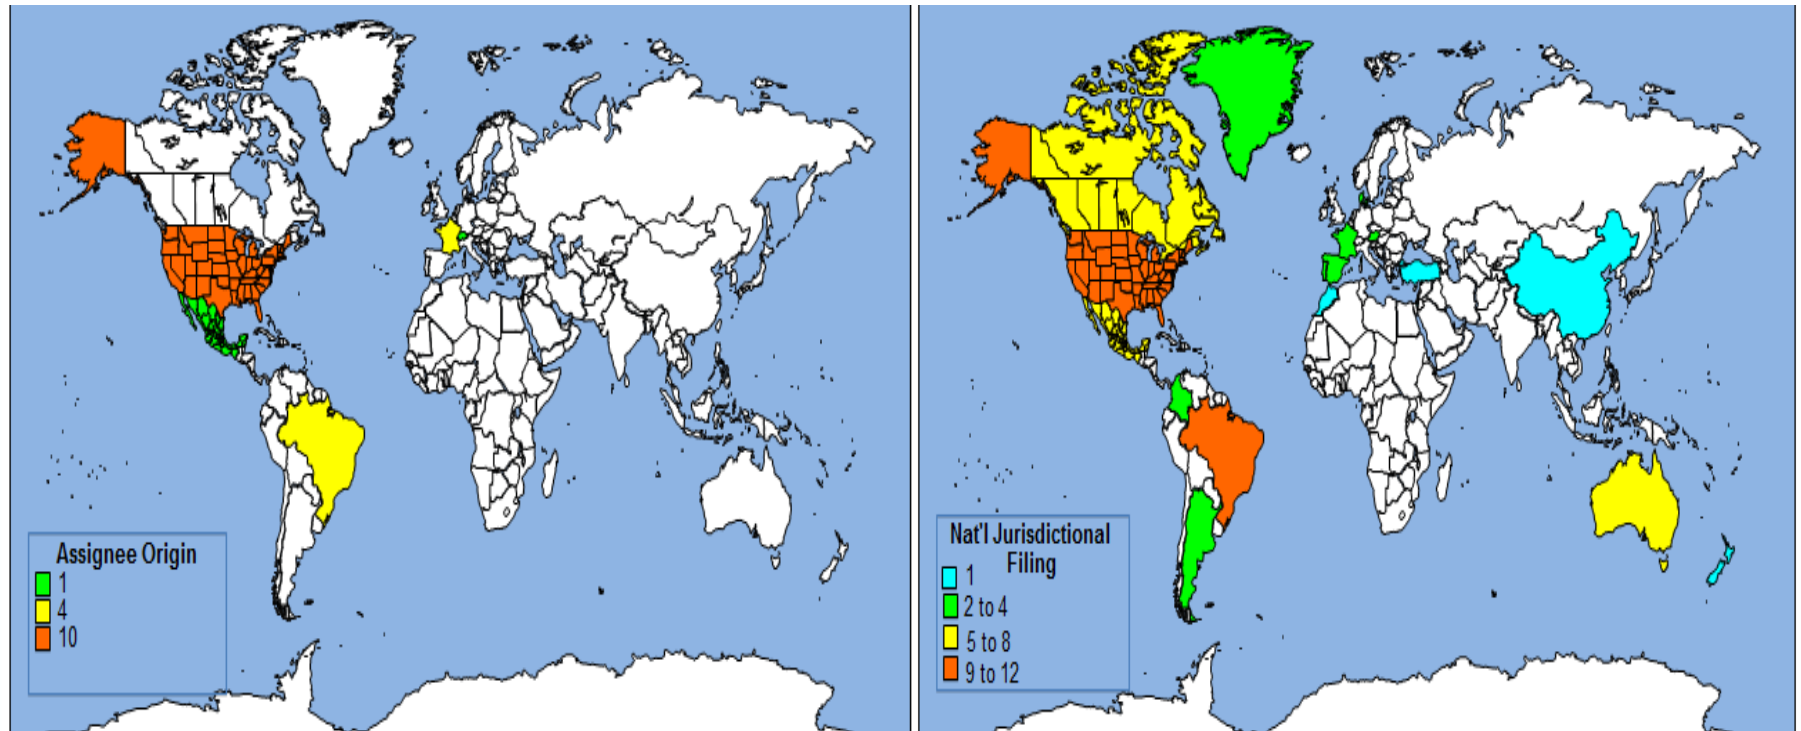 Assignee Origin
1
4
10
Nat'l Jurisdictional
Filing
1
2 to 4
5 to 8
9 to 12